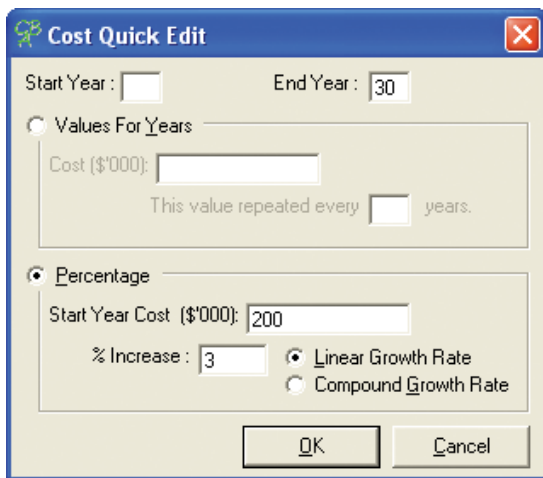 Cost Quick Edit
Start Year : End Year : 30
Values For Years
Cost ($'000):
This value repeated every years.
Percentage
Start Year Cost ($'000): 200
% Increase : 3 Linear Growth Rate
Compound Growth Rate
OK Cancel